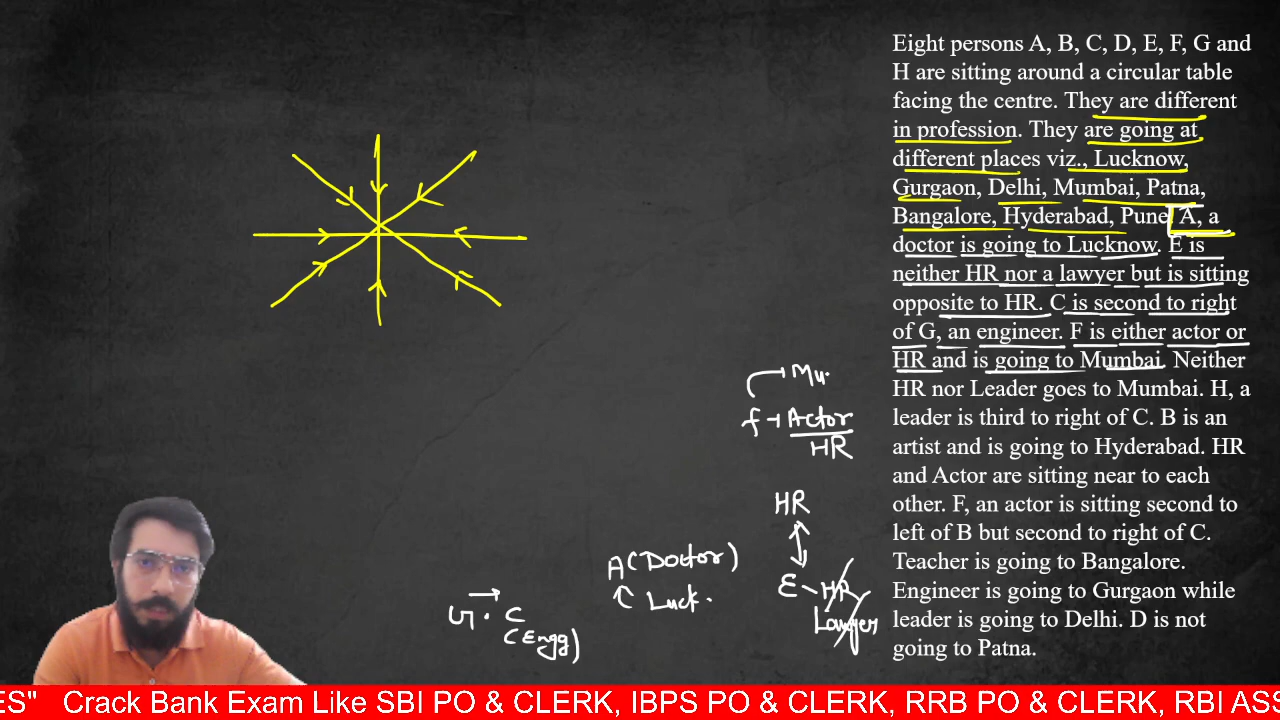 Eight persons A, B, C, D, E, F, G and
H are sitting around a circular table
facing the centre. They are different
in profession. They are going at
different places viz., Lucknow,
Gurgaon, Delhi, Mumbai, Patna,
Bangalore, Hyderabad, Pune. A, a
doctor is going to Lucknow. E is
neither HR nor a lawyer but is sitting
opposite to HR. C is second to right
of G, an engineer. F is either actor or
HR and is going to Mumbai. Neither
HR nor Leader goes to Mumbai. H, a
leader is third to right of C. B is an
artist and is going to Hyderabad. HR
and Actor are sitting near to each
other. F, an actor is sitting second to
left of B but second to right of C.
Teacher is going to Bangalore.
Engineer is going to Gurgaon while
leader is going to Delhi. D is not
going to Patna.
Mu.
f → Actor
HR
HR
A (Doctor)
Luck.
E - HR
Lawyer
G . C
(Engg)
ES" Crack Bank Exam Like SBI PO & CLERK, IBPS PO & CLERK, RRB PO & CLERK, RBI ASS